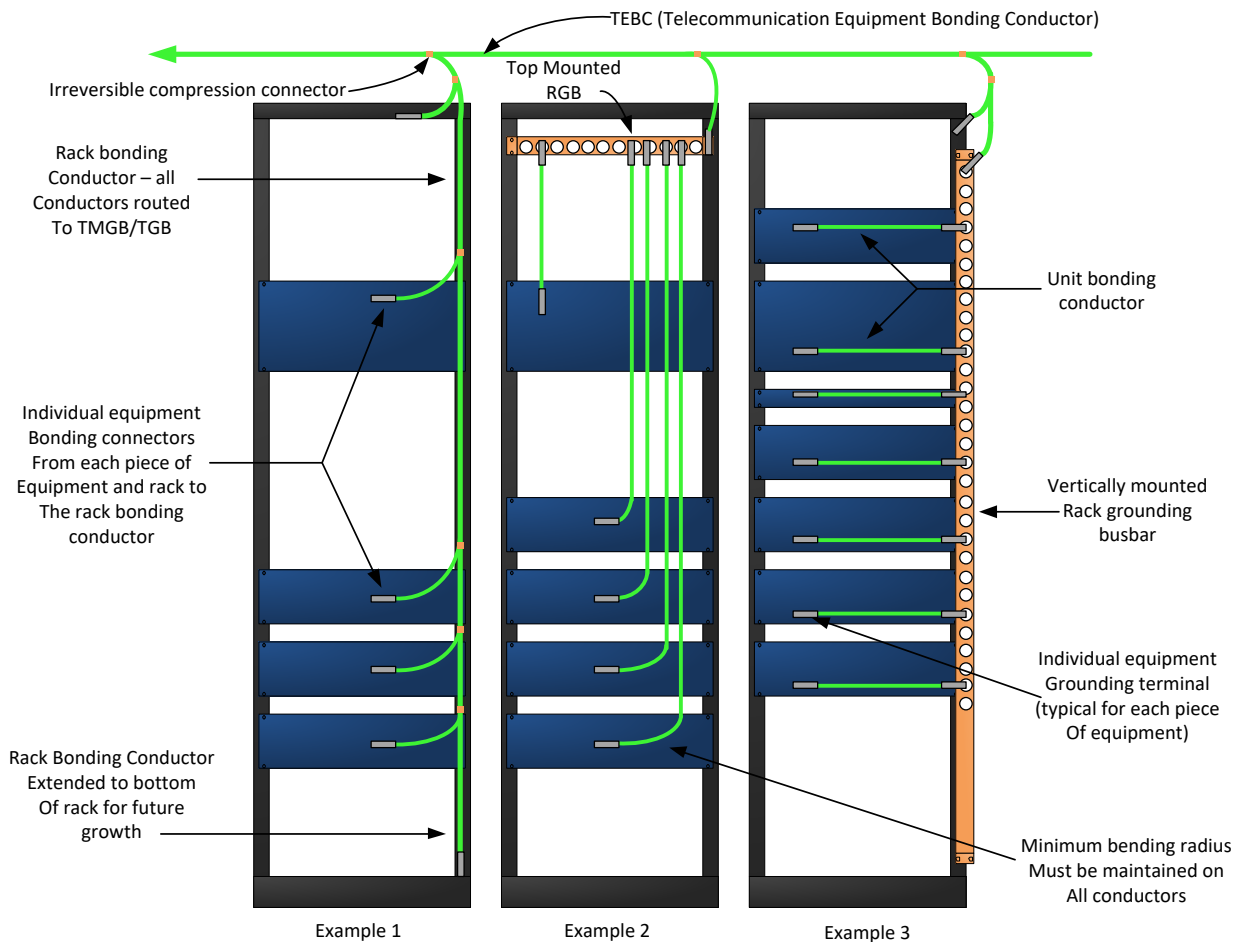 TEBC (Telecommunication Equipment Bonding Conductor)
Irreversible compression connector
Top Mounted
RGB
Rack bonding
Conductor – all
Conductors routed
To TMGB/TGB
Unit bonding
conductor
Individual equipment
Bonding connectors
From each piece of
Equipment and rack to
The rack bonding
conductor
Vertically mounted
Rack grounding
busbar
Individual equipment
Grounding terminal
(typical for each piece
Of equipment)
Rack Bonding Conductor
Extended to bottom
Of rack for future
growth
Minimum bending radius
Must be maintained on
All conductors
Example 1
Example 2
Example 3